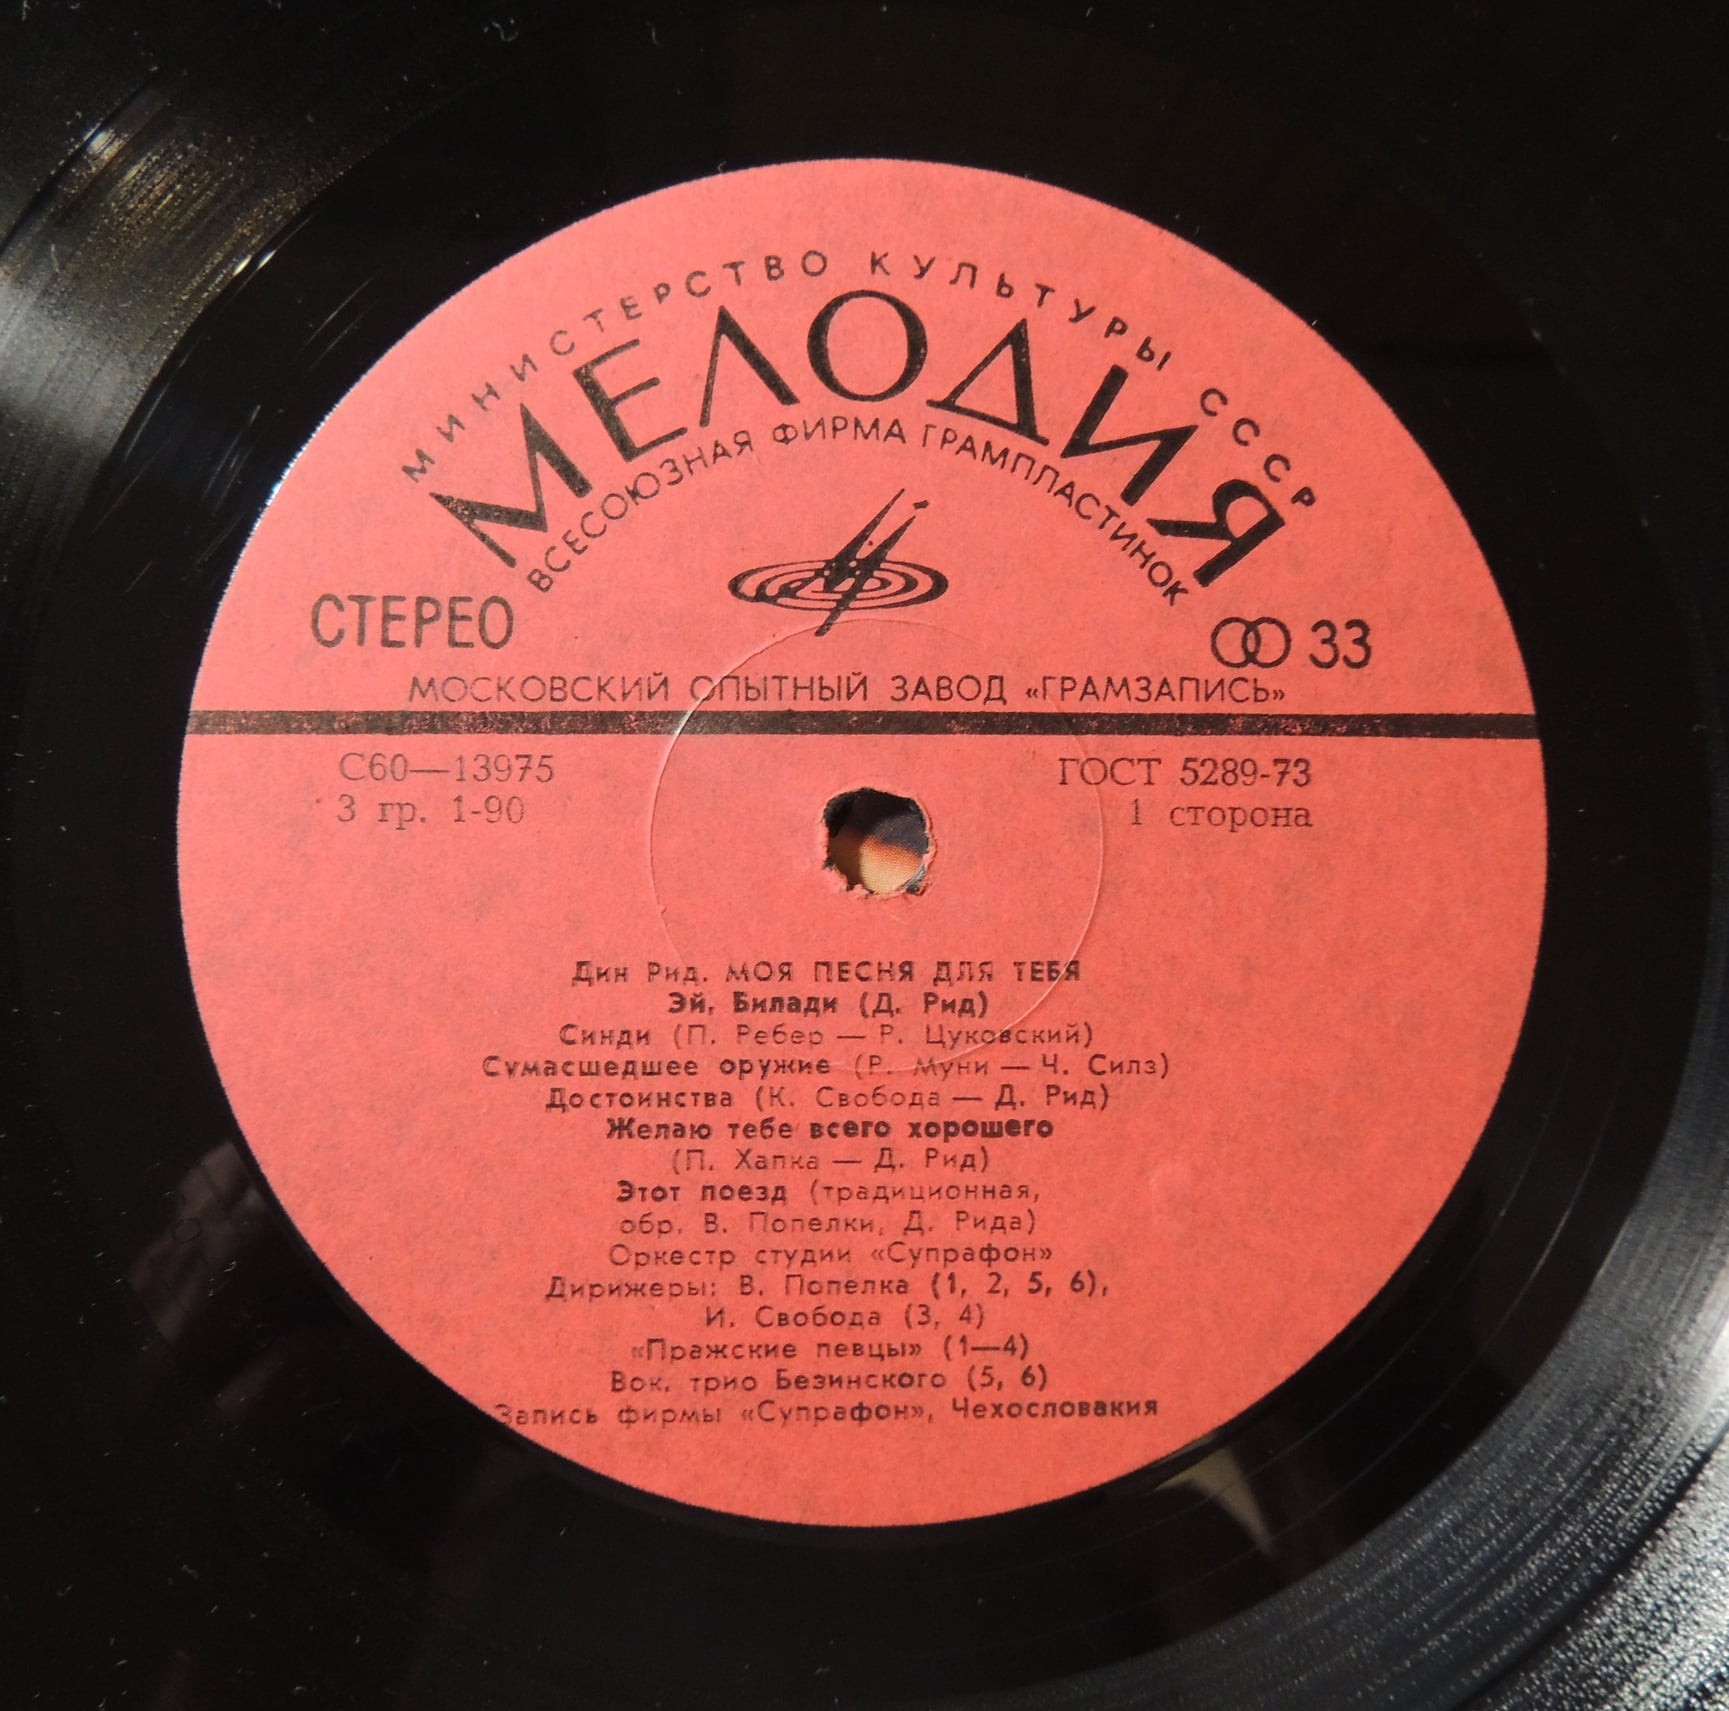 МИНИСТЕРСТВО КУЛЬТУРЫ СССР
МЕЛОДИЯ
ВСЕСОЮЗНАЯ ФИРМА ГРАМПЛАСТИНОК
СТЕРЕО
33
МОСКОВСКИЙ ОПЫТНЫЙ ЗАВОД «ГРАМЗАПИСЬ»
С60—13975
ГОСТ 5289-73
3 гр. 1-90
1 сторона
Дин Рид. МОЯ ПЕСНЯ ДЛЯ ТЕБЯ
Эй, Билади (Д. Рид)
Синди (П. Ребер — Р. Цуковский)
Сумасшедшее оружие (Р. Муни — Ч. Силз)
Достоинства (К. Свобода — Д. Рид)
Желаю тебе всего хорошего
(П. Хапка — Д. Рид)
Этот поезд (традиционная,
обр. В. Попелки, Д. Рида)
Оркестр студии «Супрафон»
Дирижеры: В. Попелка (1, 2, 5, 6),
И. Свобода (3, 4)
«Пражские певцы» (1—4)
Вок. трио Безинского (5, 6)
Запись фирмы «Супрафон», Чехословакия